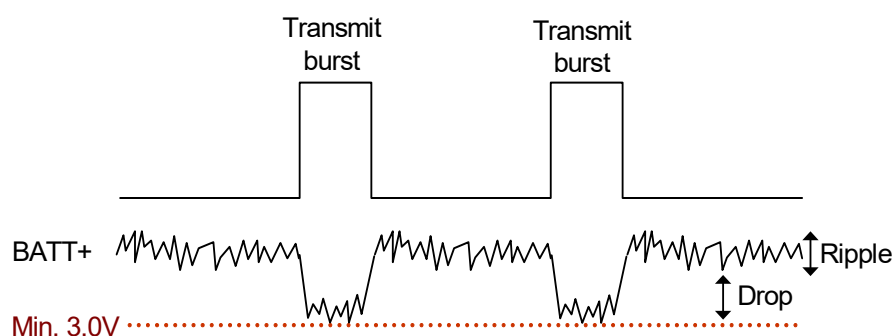 Transmit
burst
Transmit
burst
BATT+
Ripple
Drop
Min. 3.0V